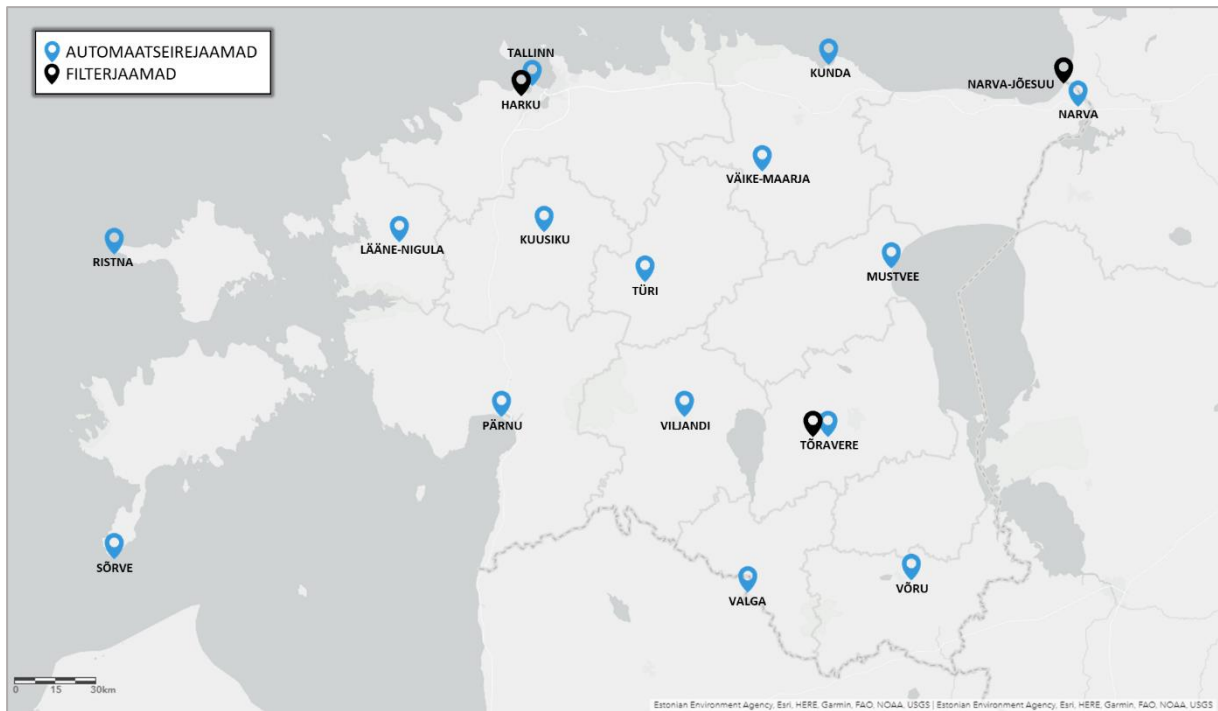 AUTOMAATSEIREJAAMAD
FILTERJAAMAD
TALLINN
HARKU
KUNDA
NARVA-JÕESUU
NARVA
VÄIKE-MAARJA
RISTNA
LÄÄNE-NIGULA
KUUSIKU
TÜRI
MUSTVEE
PÄRNU
VILJANDI
TÕRAVERE
SÕRVE
VALGA
VÕRU
0 15 30km
Estonian Environment Agency, Esri, HERE, Garmin, FAO, NOAA, USGS | Estonian Environment Agency, Esri, HERE, Garmin, FAO, NOAA, USGS